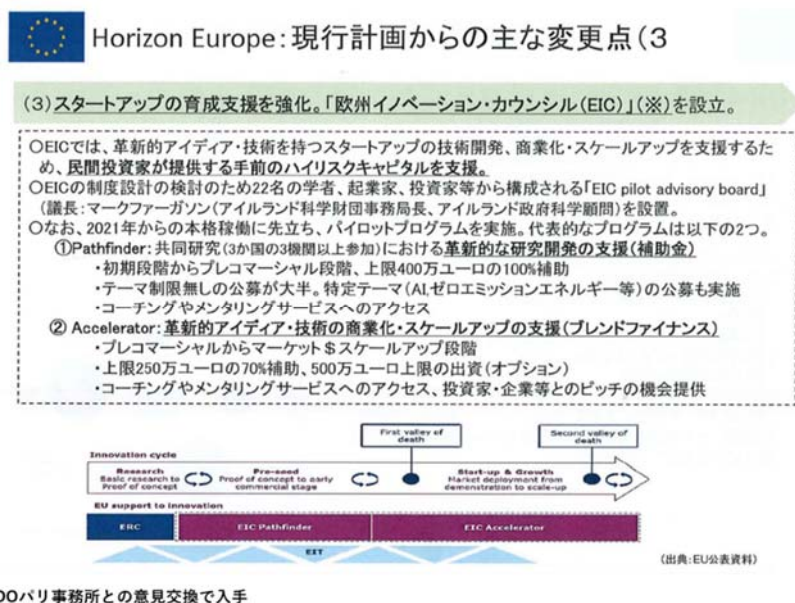 Horizon Europe:現行計画からの主な変更点(3
(3)スタートアップの育成支援を強化。「欧州イノベーション・カウンシル(EIC)」(※)を設立。
○EICでは、革新的アイディア・技術を持つスタートアップの技術開発、商業化・スケールアップを支援するた
め、民間投資家が提供する手前のハイリスクキャピタルを支援。
○EICの制度設計の検討のため22名の学者、起業家、投資家等から構成される「EIC pilot advisory board」
(議長:マークファーガソン(アイルランド科学財団事務局長、アイルランド政府科学顧問)を設置。
○なお、2021年からの本格稼働に先立ち、パイロットプログラムを実施。代表的なプログラムは以下の2つ。
①Pathfinder:共同研究(3か国の3機関以上参加)における革新的な研究開発の支援(補助金)
・初期段階からプレコマーシャル段階、上限400万ユーロの100%補助
・テーマ制限無しの公募が大半。特定テーマ(AI,ゼロエミッションエネルギー等)の公募も実施
・コーチングやメンタリングサービスへのアクセス
② Accelerator:革新的アイディア・技術の商業化・スケールアップの支援(ブレンドファイナンス)
・プレコマーシャルからマーケット$スケールアップ段階
・上限250万ユーロの70%補助、500万ユーロ上限の出資(オプション)
・コーチングやメンタリングサービスへのアクセス、投資家・企業等とのピッチの機会提供
First valley of
death
Second valley of
death
Innovation cycle
Research
Basic research to
Proof of concept
Pre-seed
Proof of concept to early
commercial stage
Start-up & Growth
Market deployment from
demonstration to scale-up
EU support to innovation
ERC
EIC Pathfinder
EIC Accelerator
EIT
(出典:EU公表資料)
DOパリ事務所との意見交換で入手